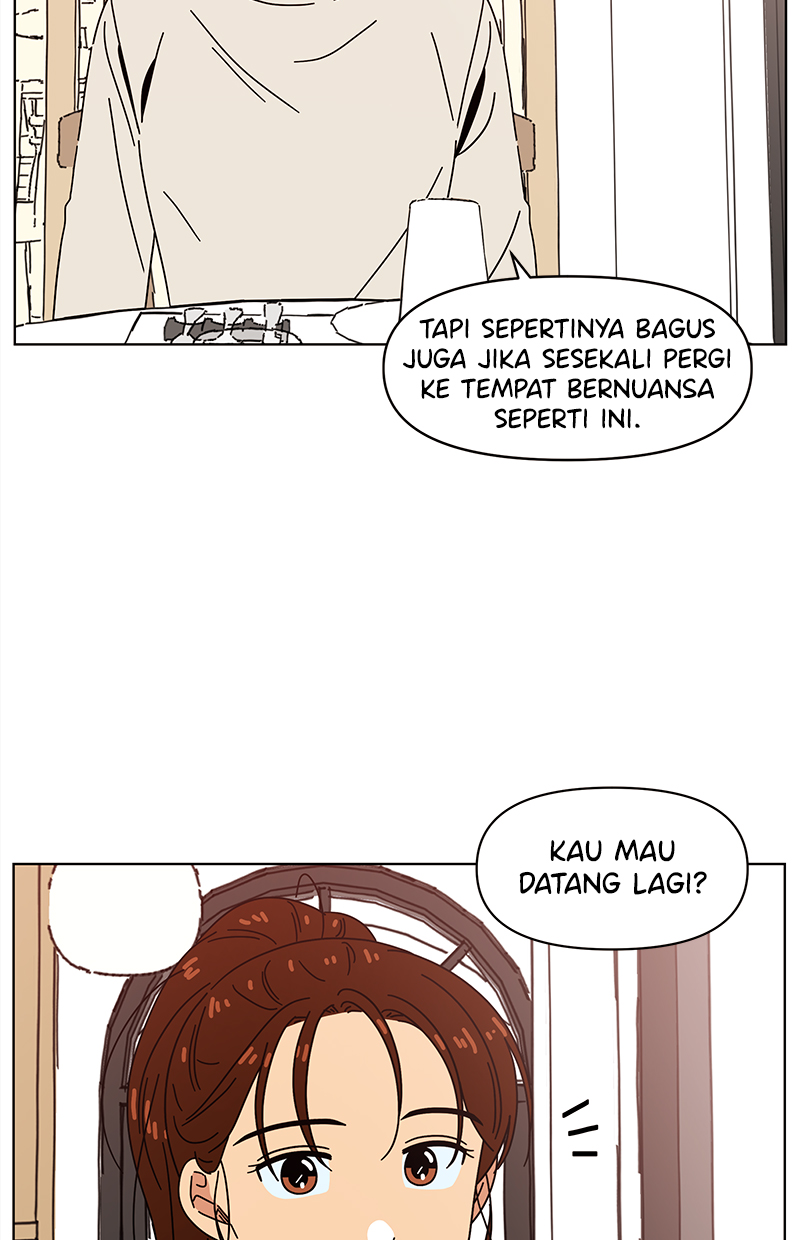 TAPI SEPERTINYA BAGUS
JUGA JIKA SESEKALI PERGI
KE TEMPAT BERNUANSA
SEPERTI INI.
KAU MAU
DATANG LAGI?